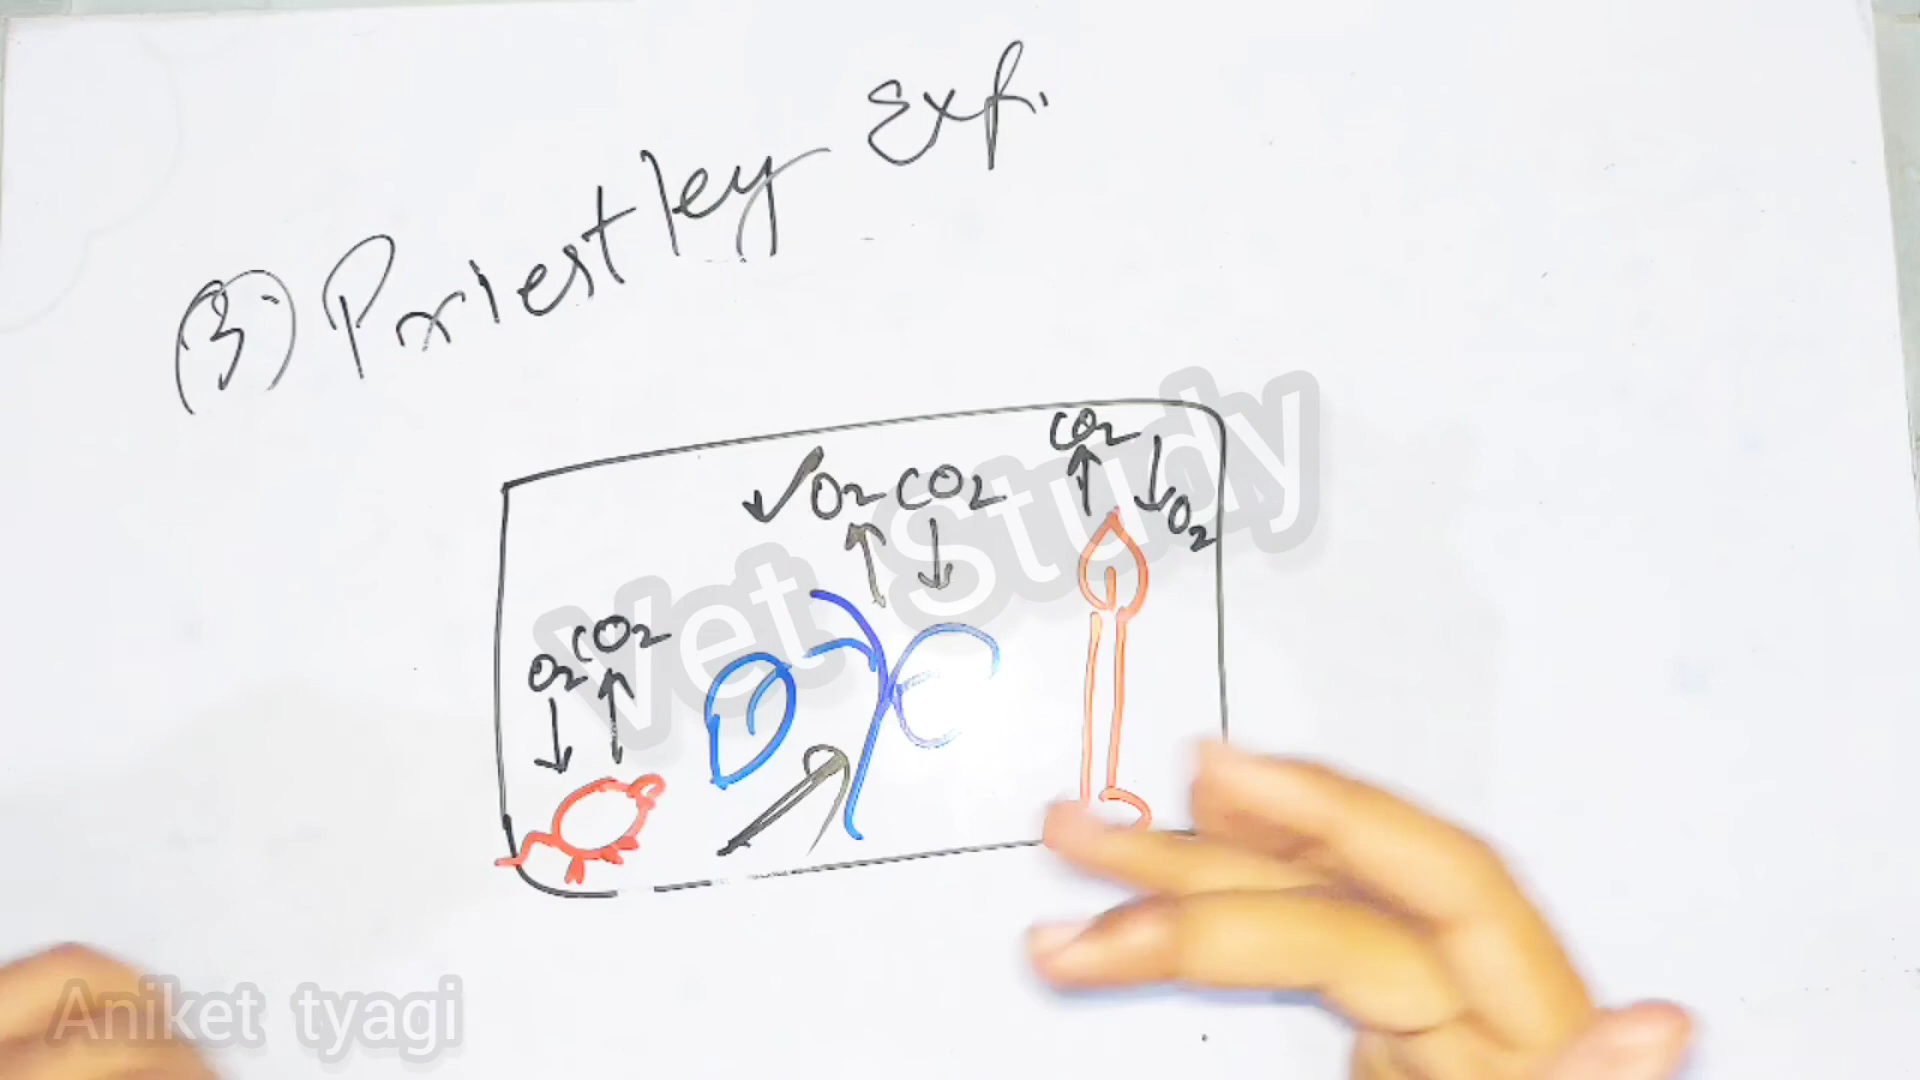 (3) Priestley Exp.
CO2
O2 CO2
O2
CO2
O2
Vet Study
Aniket tyagi